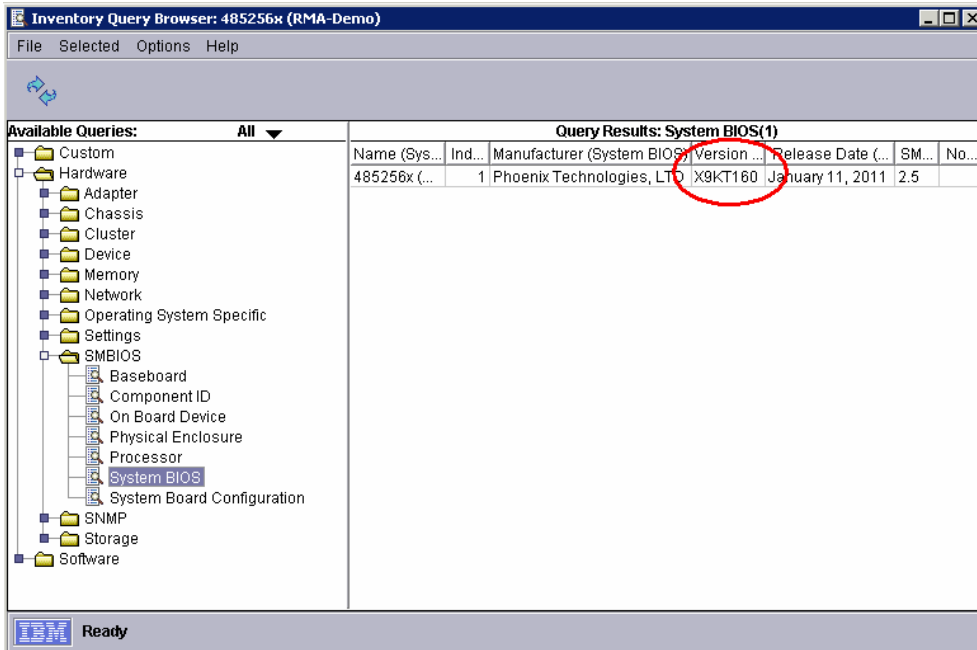 Inventory Query Browser: 485256x (RMA-Demo)
File Selected Options Help
Available Queries: All
Query Results: System BIOS(1)
Name (Sys... Ind... Manufacturer (System BIOS) Version ... Release Date (... SM... No...
485256x (... 1 Phoenix Technologies, LTD X9KT160 January 11, 2011 2.5
Custom
Hardware
Adapter
Chassis
Cluster
Device
Memory
Network
Operating System Specific
Settings
SMBIOS
Baseboard
Component ID
On Board Device
Physical Enclosure
Processor
System BIOS
System Board Configuration
SNMP
Storage
Software
IBM Ready